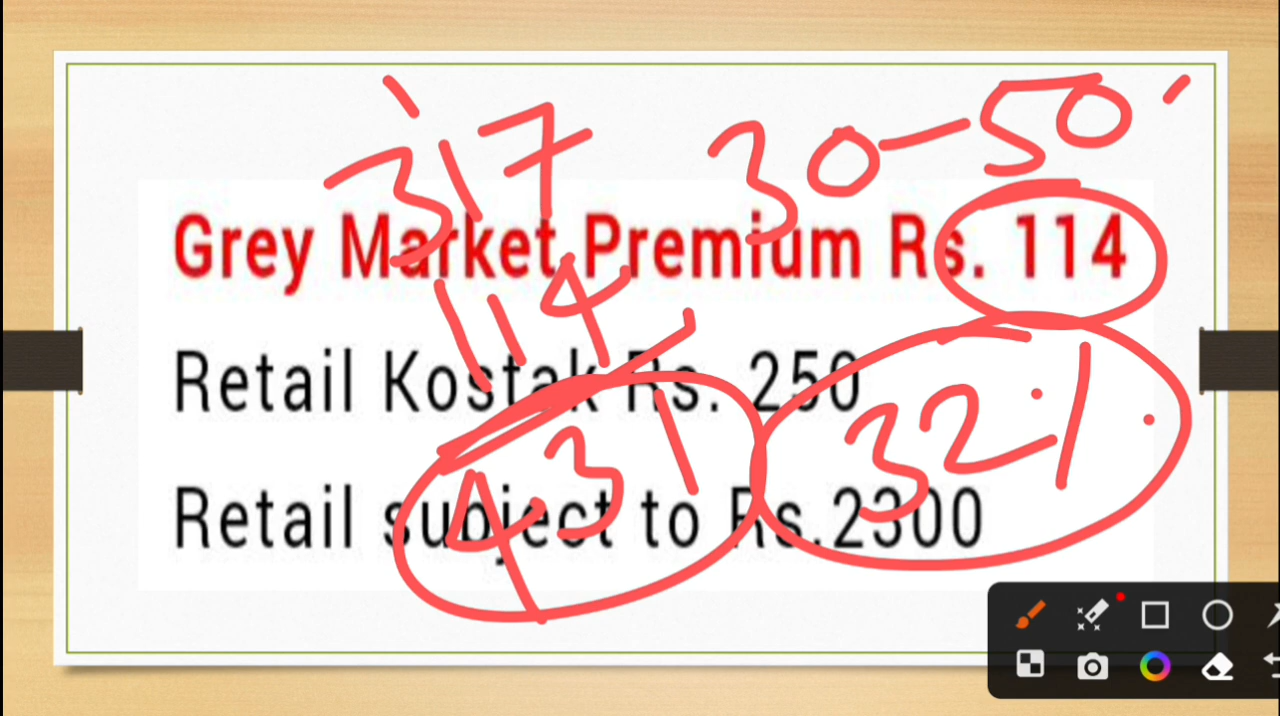 317 30-50
Grey Market Premium Rs. 114
114
Retail Kostak Rs. 250
431 32%
Retail subject to Rs.2300